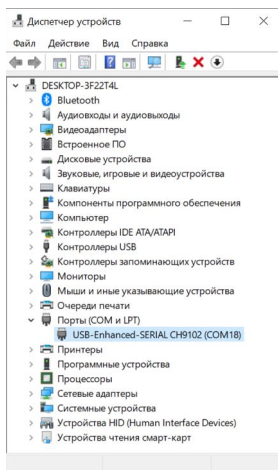 Диспетчер устройств
Файл Действие Вид Справка
DESKTOP-3F22T4L
Bluetooth
Аудиовходы и аудиовыходы
Видеоадаптеры
Встроенное ПО
Дисковые устройства
Звуковые, игровые и видеоустройства
Клавиатуры
Компоненты программного обеспечения
Компьютер
Контроллеры IDE ATA/ATAPI
Контроллеры USB
Контроллеры запоминающих устройств
Мониторы
Мыши и иные указывающие устройства
Очереди печати
Порты (COM и LPT)
USB-Enhanced-SERIAL CH9102 (COM18)
Принтеры
Программные устройства
Процессоры
Сетевые адаптеры
Системные устройства
Устройства HID (Human Interface Devices)
Устройства чтения смарт-карт